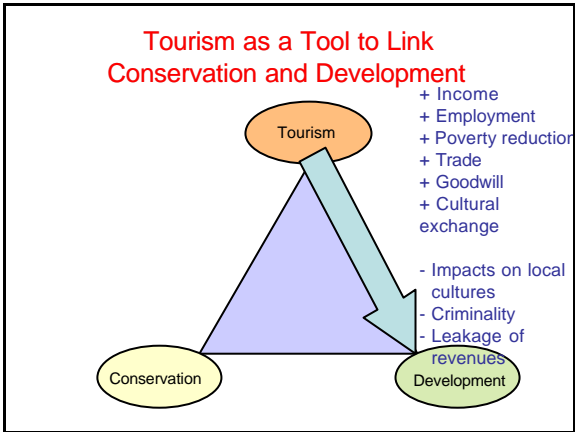 Tourism as a Tool to Link
Conservation and Development
+ Income
+ Employment
+ Poverty reduction
+ Trade
+ Goodwill
+ Cultural
exchange
- Impacts on local
cultures
- Criminality
- Leakage of
revenues
Tourism
Conservation
Development